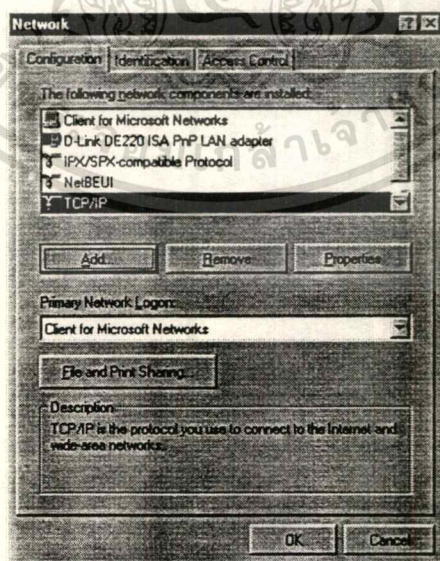 Network
Configuration Identification Access Control
The following network components are installed:
Client for Microsoft Networks
D-Link DE220 ISA PnP LAN adapter
IPX/SPX-compatible Protocol
NetBEUI
TCP/IP
Add... Remove Properties
Primary Network Logon:
Client for Microsoft Networks
File and Print Sharing...
Description
TCP/IP is the protocol you use to connect to the Internet and
wide-area networks.
OK Cancel